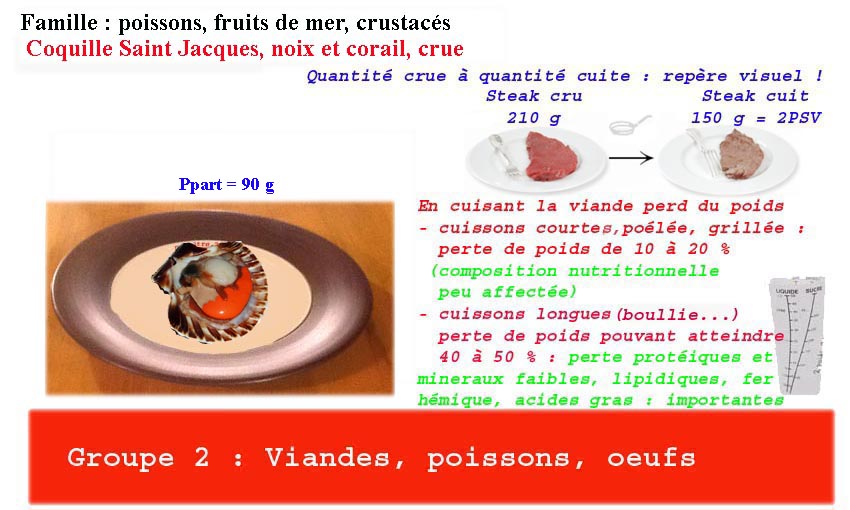 Famille : poissons, fruits de mer, crustacés
Coquille Saint Jacques, noix et corail, crue
Quantité crue à quantité cuite : repère visuel !
Steak cru
210 g
Steak cuit
150 g = 2PSV
Ppart = 90 g
En cuisant la viande perd du poids
- cuissons courtes,poélée, grillée :
perte de poids de 10 à 20 %
(composition nutritionnelle
peu affectée)
- cuissons longues(boullie...)
perte de poids pouvant atteindre
40 à 50 % : perte protéiques et
mineraux faibles, lipidiques, fer
hémique, acides gras : importantes
LIQUIDE SUCRE
Groupe 2 : Viandes, poissons, oeufs